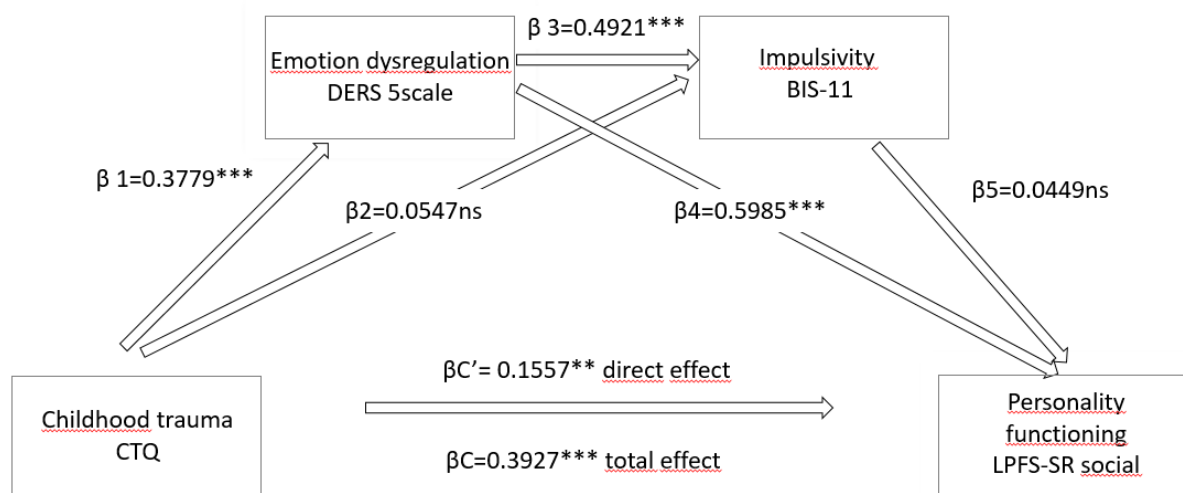 β 3=0.4921***
Emotion dysregulation
DERS 5scale
Impulsivity
BIS-11
β 1=0.3779***
β2=0.0547ns
β4=0.5985***
β5=0.0449ns
βC’= 0.1557** direct effect
Childhood trauma
CTQ
βC=0.3927*** total effect
Personality
functioning
LPFS-SR social